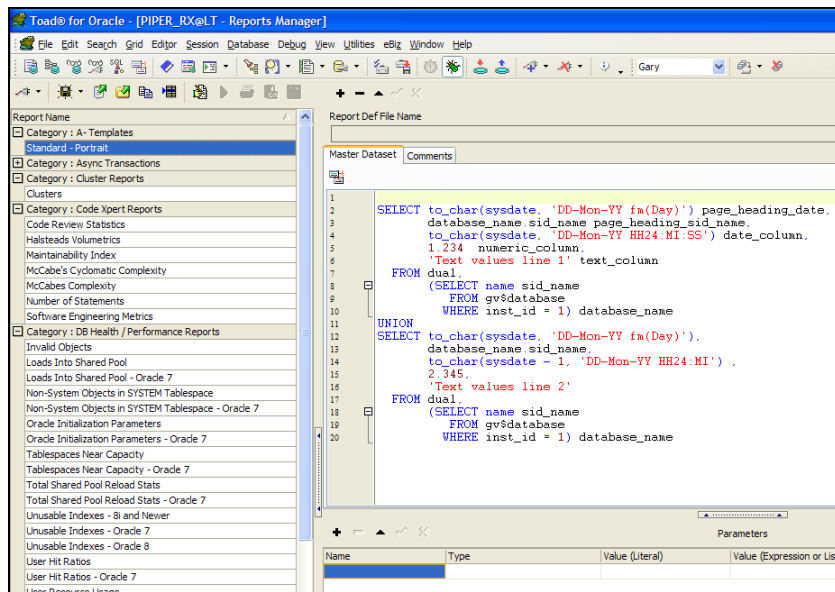 Toad® for Oracle - [PIPER_RX@LT - Reports Manager]
File Edit Search Grid Editor Session Database Debug View Utilities eBiz Window Help
SQL
Gary
Report Name
Report Def File Name
Category : A- Templates
Standard - Portrait
Category : Async Transactions
Category : Cluster Reports
Clusters
Category : Code Xpert Reports
Code Review Statistics
Halsteads Volumetrics
Maintainability Index
McCabe's Cyclomatic Complexity
McCabes Complexity
Number of Statements
Software Engineering Metrics
Category : DB Health / Performance Reports
Invalid Objects
Loads Into Shared Pool
Loads Into Shared Pool - Oracle 7
Non-System Objects in SYSTEM Tablespace
Non-System Objects in SYSTEM Tablespace - Oracle 7
Oracle Initialization Parameters
Oracle Initialization Parameters - Oracle 7
Tablespaces Near Capacity
Tablespaces Near Capacity - Oracle 7
Total Shared Pool Reload Stats
Total Shared Pool Reload Stats - Oracle 7
Unusable Indexes - 8i and Newer
Unusable Indexes - Oracle 7
Unusable Indexes - Oracle 8
User Hit Ratios
User Hit Ratios - Oracle 7
User Resource Usage
Master Dataset Comments
1
2 SELECT to_char(sysdate, 'DD-Mon-YY fm(Day)') page_heading_date,
3 database_name.sid_name page_heading_sid_name,
4 to_char(sysdate, 'DD-Mon-YY HH24:MI:SS') date_column,
5 1.234 numeric_column,
6 'Text values line 1' text_column
7 FROM dual,
8 (SELECT name sid_name
9 FROM gv$database
10 WHERE inst_id = 1) database_name
11 UNION
12 SELECT to_char(sysdate, 'DD-Mon-YY fm(Day)'),
13 database_name.sid_name,
14 to_char(sysdate - 1, 'DD-Mon-YY HH24:MI') ,
15 2.345,
16 'Text values line 2'
17 FROM dual,
18 (SELECT name sid_name
19 FROM gv$database
20 WHERE inst_id = 1) database_name
Parameters
Name Type Value (Literal) Value (Expression or Lis